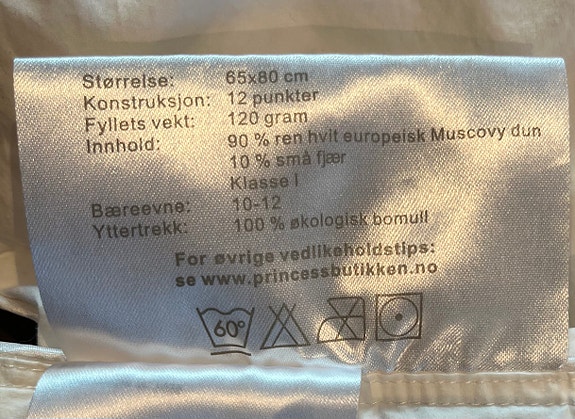 Størrelse: 65x80 cm
Konstruksjon: 12 punkter
Fyllets vekt: 120 gram
Innhold: 90 % ren hvit europeisk Muscovy dun
10 % små fjær
Klasse I
Bæreevne: 10-12
Yttertrekk: 100 % økologisk bomull
For øvrige vedlikeholdstips:
se www.princessbutikken.no
60°